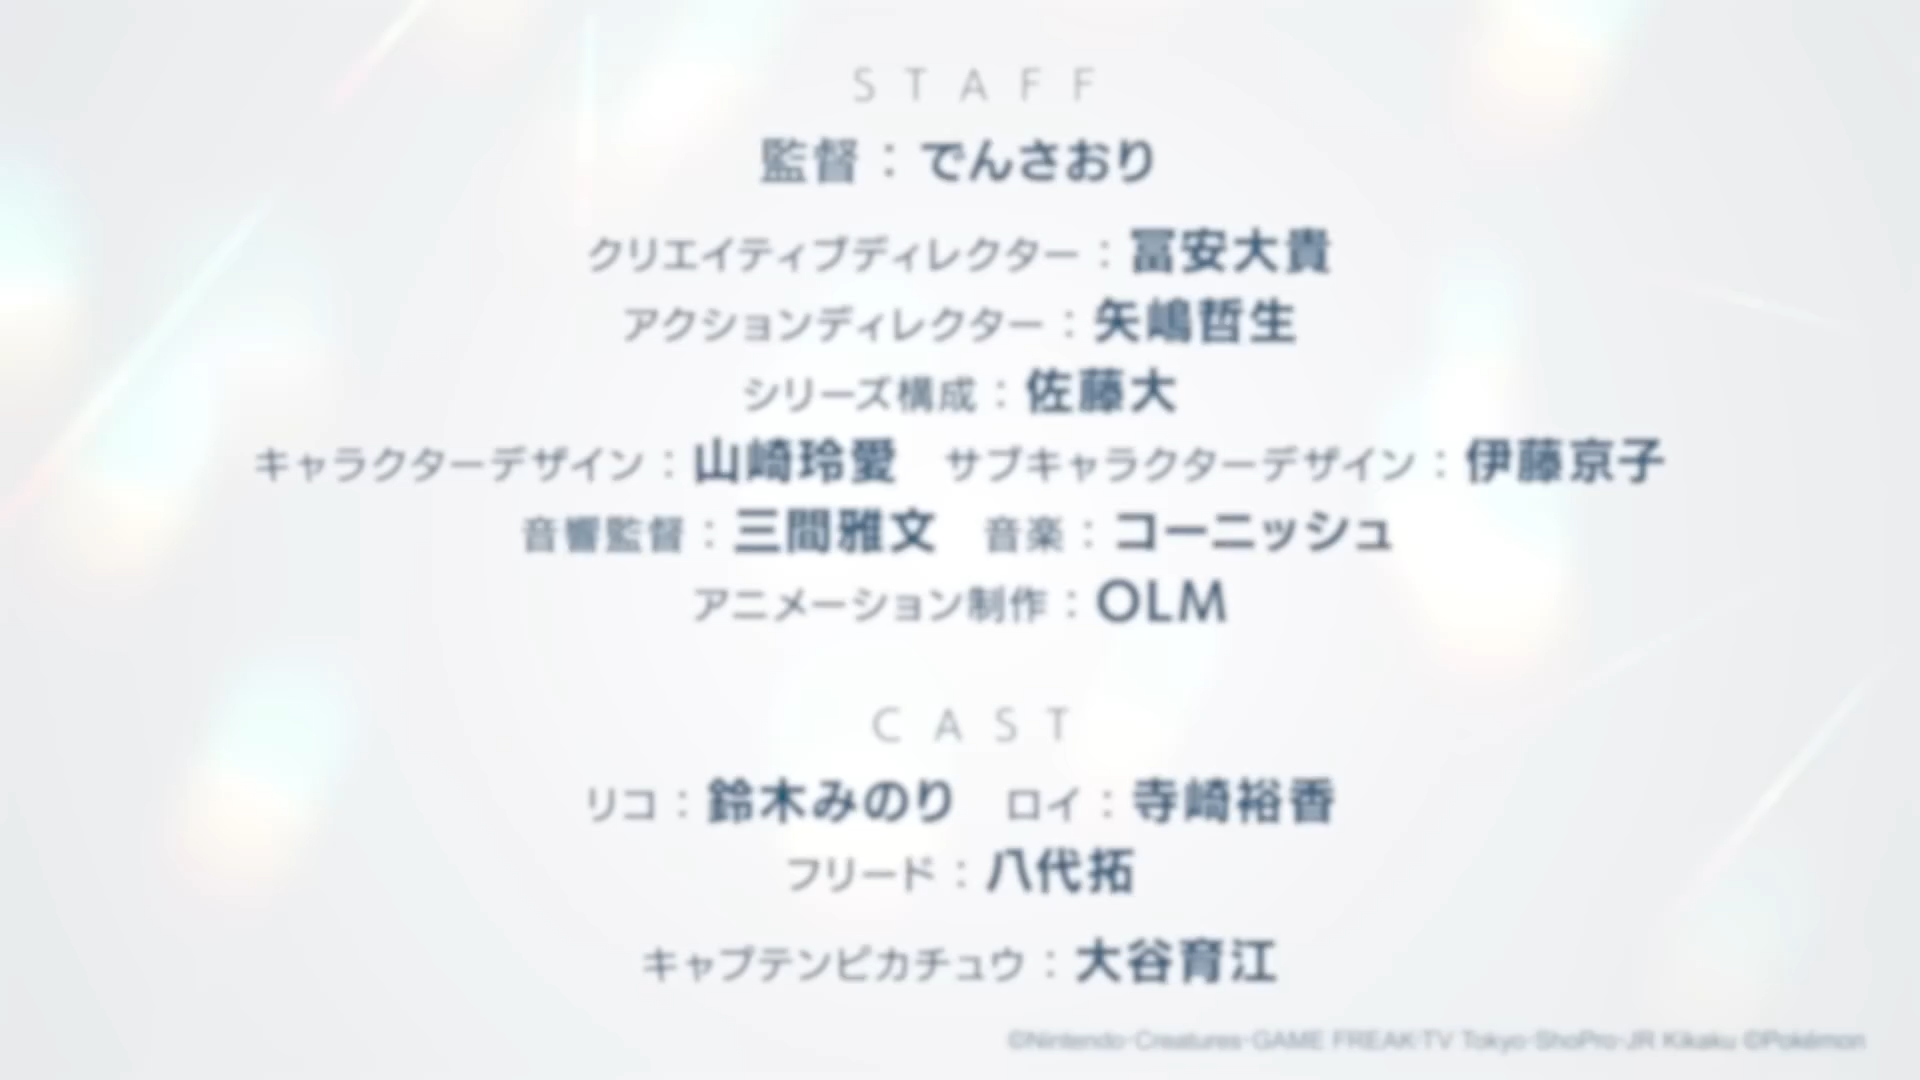 STAFF
監督：でんさおり
クリエイティブディレクター：冨安大貴
アクションディレクター：矢嶋哲生
シリーズ構成：佐藤大
キャラクターデザイン：山崎玲愛　サブキャラクターデザイン：伊藤京子
音響監督：三間雅文　音楽：コーニッシュ
アニメーション制作：OLM
CAST
リコ：鈴木みのり　ロイ：寺崎裕香
フリード：八代拓
キャプテンピカチュウ：大谷育江
©Nintendo·Creatures·GAME FREAK·TV Tokyo·ShoPro·JR Kikaku ©Pokémon